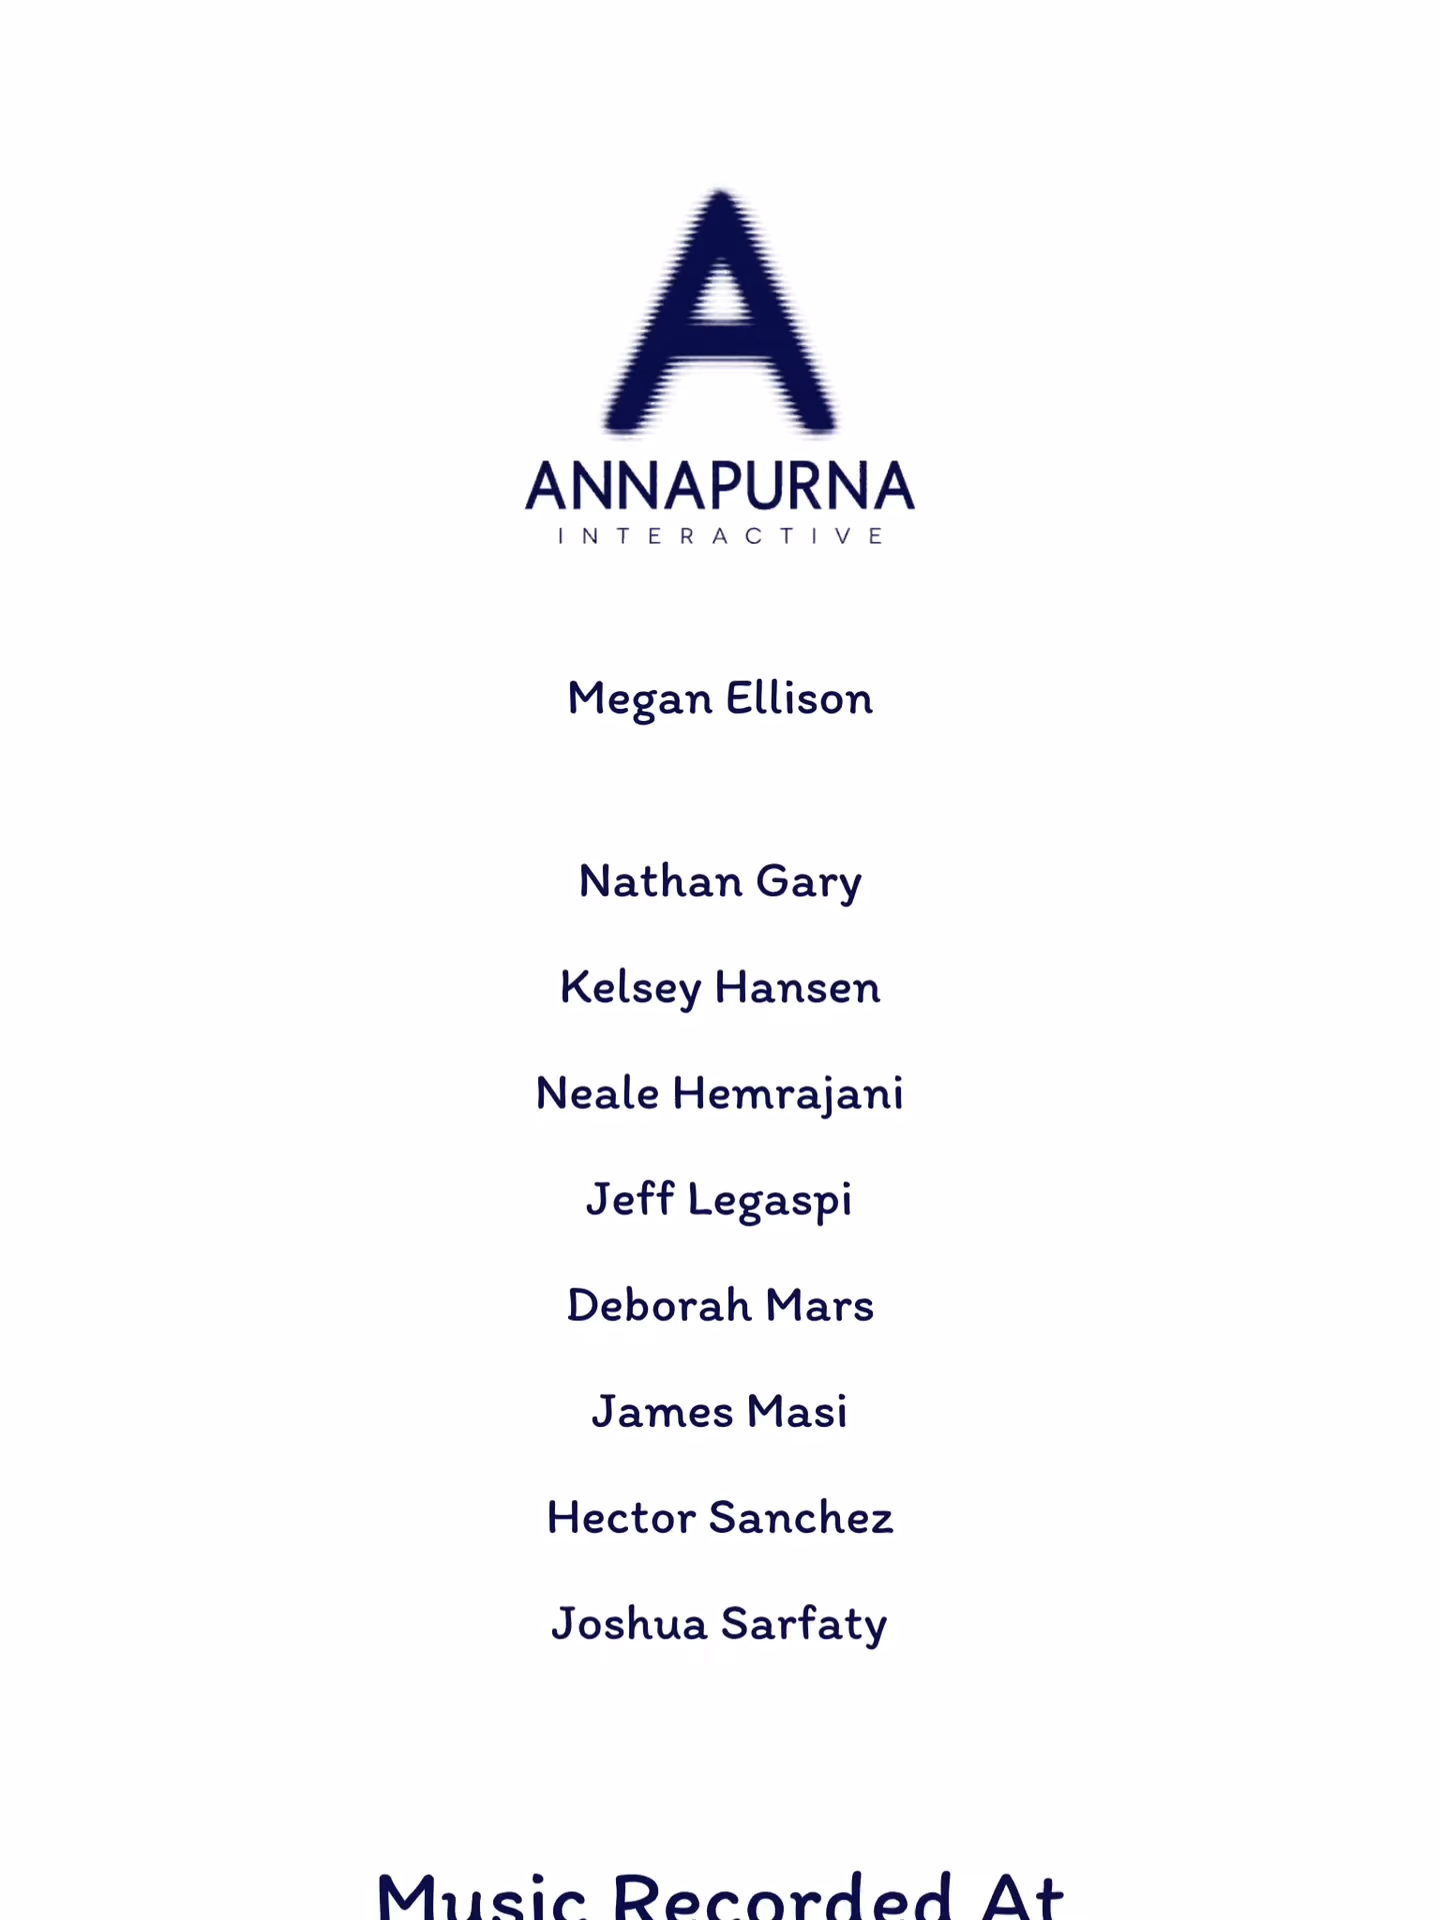 A
ANNAPURNA
INTERACTIVE
Megan Ellison
Nathan Gary
Kelsey Hansen
Neale Hemrajani
Jeff Legaspi
Deborah Mars
James Masi
Hector Sanchez
Joshua Sarfaty
Music Recorded At